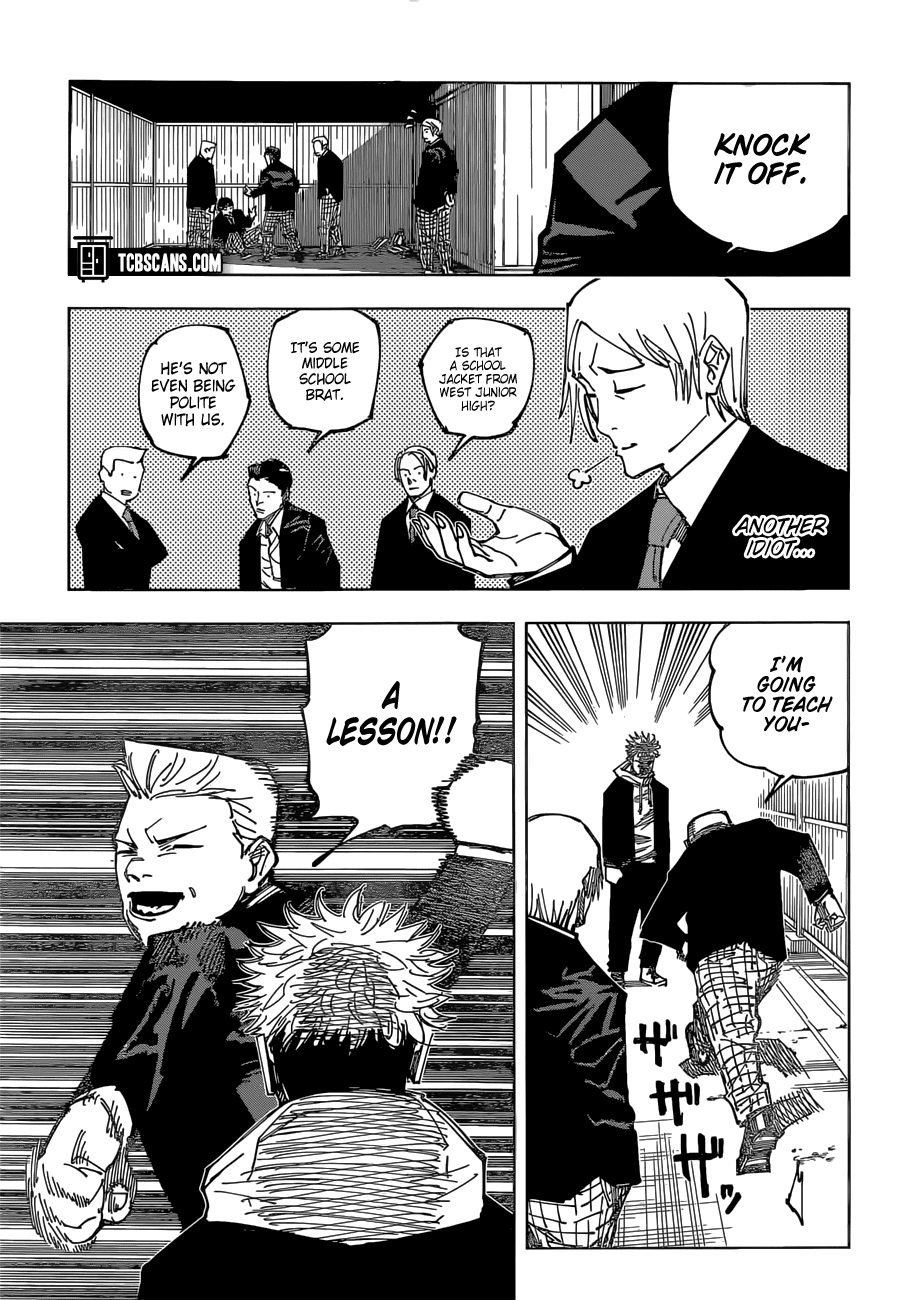 KNOCK
IT OFF.
TCBSCANS.COM
IS THAT
A SCHOOL
JACKET FROM
WEST JUNIOR
HIGH?
IT'S SOME
MIDDLE
SCHOOL
BRAT.
HE'S NOT
EVEN BEING
POLITE
WITH US.
ANOTHER
IDIOT...
I'M
GOING
TO TEACH
YOU-
ザ
ザ
ザ
ッ
A
LESSON!!